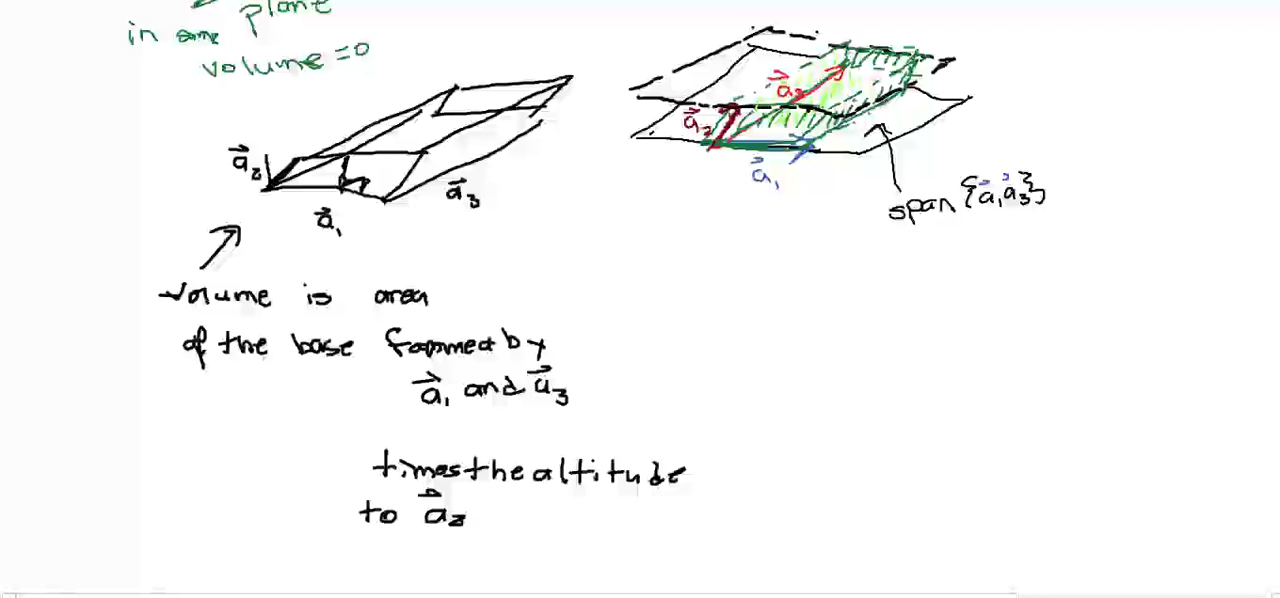 plane
in same
volume = 0
a⃗₂
a⃗₁
a⃗₃
a⃗₃
a⃗₂
a⃗₁
span {a⃗₁, a⃗₃}
volume is area
of the base formed by
a⃗₁ and a⃗₃
times the altitude
to a⃗₂